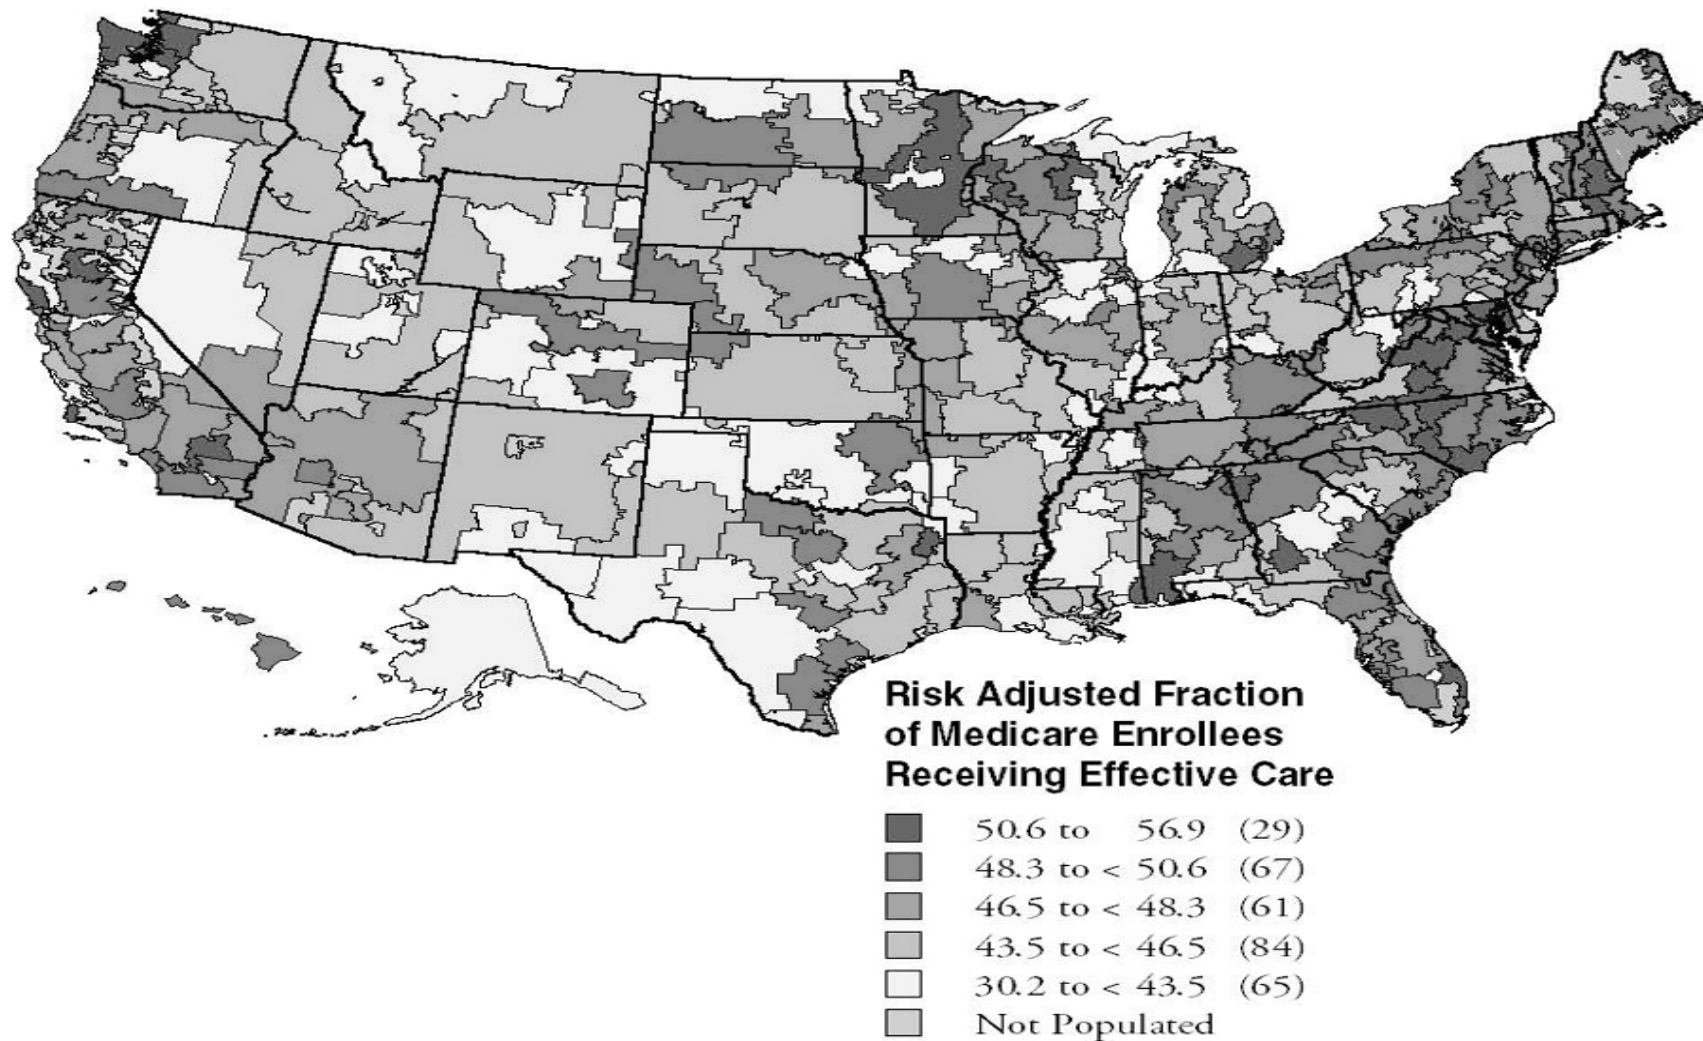 Risk Adjusted Fraction
of Medicare Enrollees
Receiving Effective Care
50.6 to 56.9 (29)
48.3 to < 50.6 (67)
46.5 to < 48.3 (61)
43.5 to < 46.5 (84)
30.2 to < 43.5 (65)
Not Populated